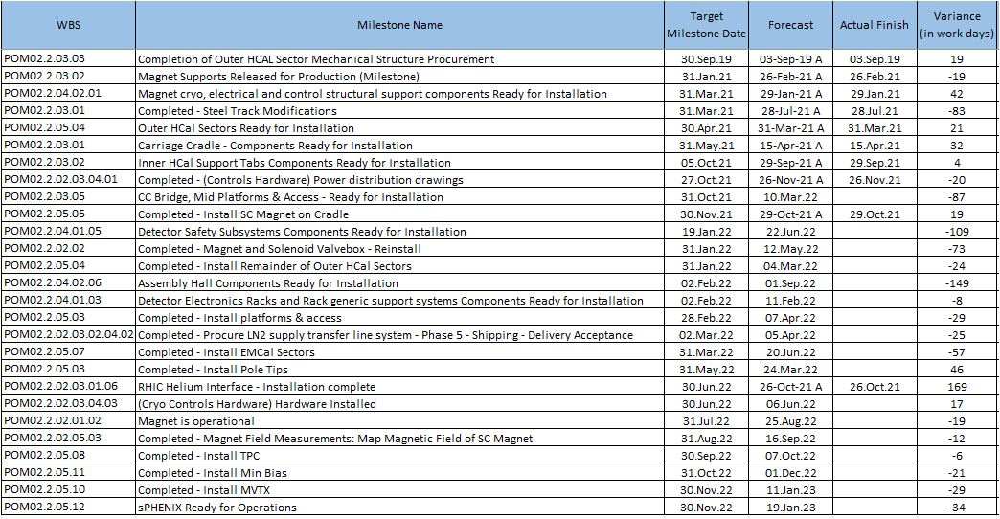 WBS Milestone Name Target Milestone Date Forecast Actual Finish Variance (in work days)
POM02.2.03.03 Completion of Outer HCAL Sector Mechanical Structure Procurement 30.Sep.19 03-Sep-19 A 03.Sep.19 19
POM02.2.03.02 Magnet Supports Released for Production (Milestone) 31.Jan.21 26-Feb-21 A 26.Feb.21 -19
POM02.2.04.02.01 Magnet cryo, electrical and control structural support components Ready for Installation 31.Mar.21 29-Jan-21 A 29.Jan.21 42
POM02.2.03.01 Completed - Steel Track Modifications 31.Mar.21 28-Jul-21 A 28.Jul.21 -83
POM02.2.05.04 Outer HCal Sectors Ready for Installation 30.Apr.21 31-Mar-21 A 31.Mar.21 21
POM02.2.03.01 Carriage Cradle - Components Ready for Installation 31.May.21 15-Apr-21 A 15.Apr.21 32
POM02.2.03.02 Inner HCal Support Tabs Components Ready for Installation 05.Oct.21 29-Sep-21 A 29.Sep.21 4
POM02.2.02.03.04.01 Completed - (Controls Hardware) Power distribution drawings 27.Oct.21 26-Nov-21 A 26.Nov.21 -20
POM02.2.03.05 CC Bridge, Mid Platforms & Access - Ready for Installation 31.Oct.21 10.Mar.22 -87
POM02.2.05.05 Completed - Install SC Magnet on Cradle 30.Nov.21 29-Oct-21 A 29.Oct.21 19
POM02.2.04.01.05 Detector Safety Subsystems Components Ready for Installation 19.Jan.22 22.Jun.22 -109
POM02.2.02.02 Completed - Magnet and Solenoid Valvebox - Reinstall 31.Jan.22 12.May.22 -73
POM02.2.05.04 Completed - Install Remainder of Outer HCal Sectors 31.Jan.22 04.Mar.22 -24
POM02.2.04.02.06 Assembly Hall Components Ready for Installation 02.Feb.22 01.Sep.22 -149
POM02.2.04.01.03 Detector Electronics Racks and Rack generic support systems Components Ready for Installation 02.Feb.22 11.Feb.22 -8
POM02.2.05.03 Completed - Install platforms & access 28.Feb.22 07.Apr.22 -29
POM02.2.02.03.02.04.02 Completed - Procure LN2 supply transfer line system - Phase 5 - Shipping - Delivery Acceptance 02.Mar.22 05.Apr.22 -25
POM02.2.05.07 Completed - Install EMCal Sectors 31.Mar.22 20.Jun.22 -57
POM02.2.05.03 Completed - Install Pole Tips 31.May.22 24.Mar.22 46
POM02.2.02.03.01.06 RHIC Helium Interface - Installation complete 30.Jun.22 26-Oct-21 A 26.Oct.21 169
POM02.2.02.03.04.03 (Cryo Controls Hardware) Hardware Installed 30.Jun.22 06.Jun.22 17
POM02.2.02.01.02 Magnet is operational 31.Jul.22 25.Aug.22 -19
POM02.2.02.05.03 Completed - Magnet Field Measurements: Map Magnetic Field of SC Magnet 31.Aug.22 16.Sep.22 -12
POM02.2.05.08 Completed - Install TPC 30.Sep.22 07.Oct.22 -6
POM02.2.05.11 Completed - Install Min Bias 31.Oct.22 01.Dec.22 -21
POM02.2.05.10 Completed - Install MVTX 30.Nov.22 11.Jan.23 -29
POM02.2.05.12 sPHENIX Ready for Operations 30.Nov.22 19.Jan.23 -34